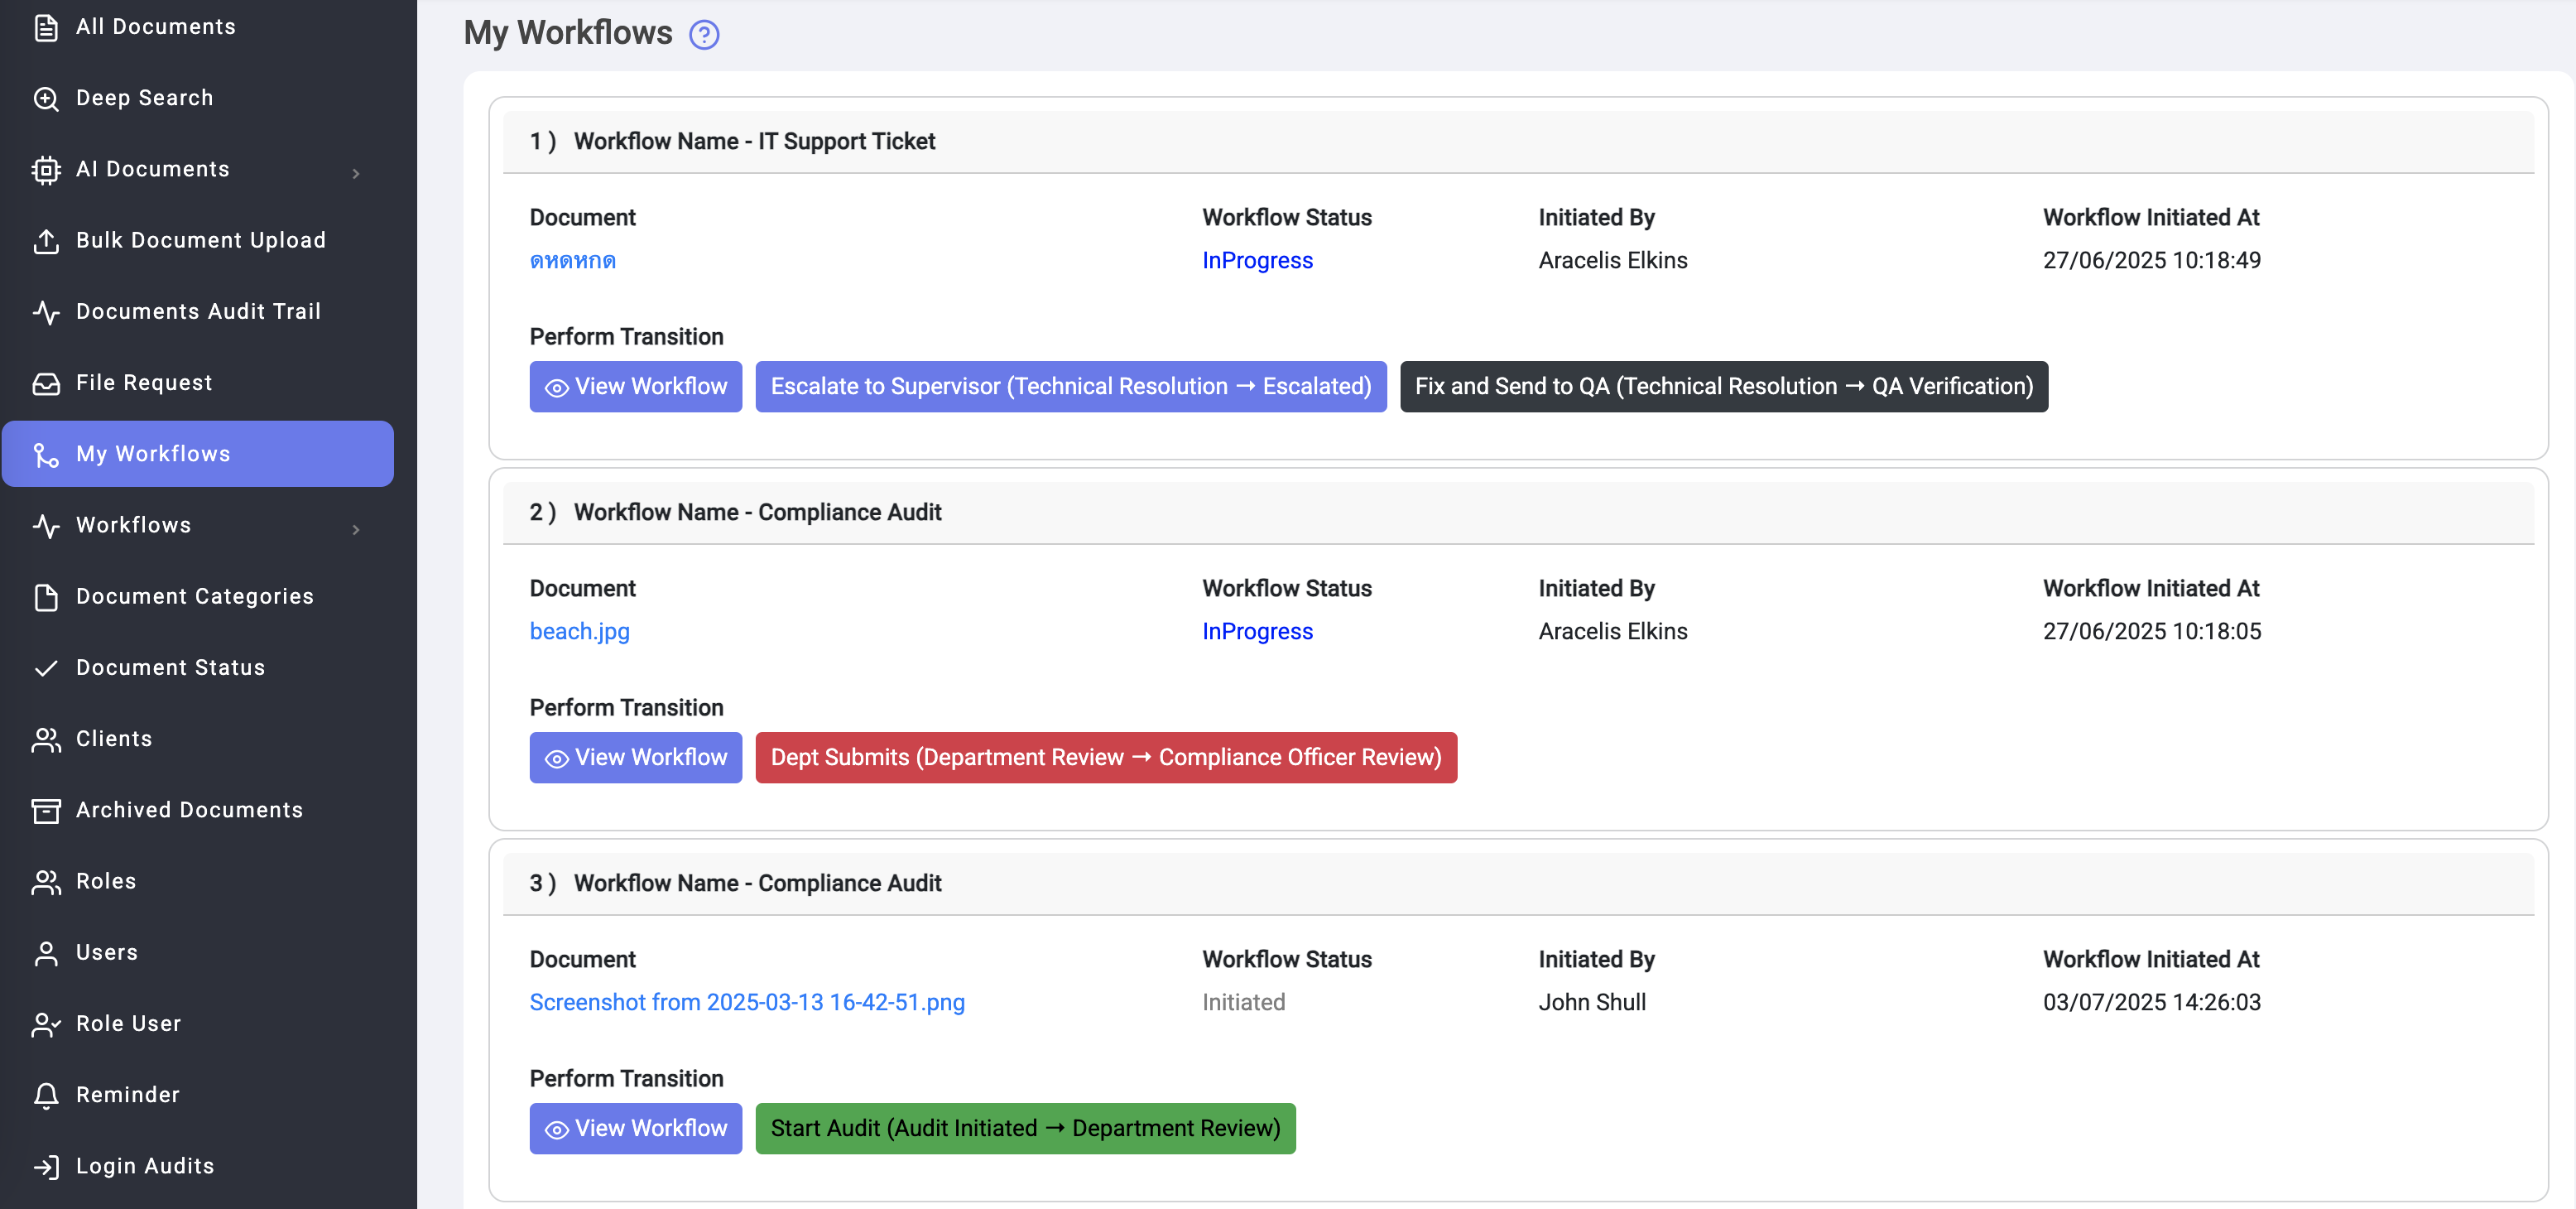 All Documents
Deep Search
AI Documents
Bulk Document Upload
Documents Audit Trail
File Request
My Workflows
Workflows
Document Categories
Document Status
Clients
Archived Documents
Roles
Users
Role User
Reminder
Login Audits
My Workflows ?
1 ) Workflow Name - IT Support Ticket
Document Workflow Status Initiated By Workflow Initiated At
ดหดหกด InProgress Aracelis Elkins 27/06/2025 10:18:49
Perform Transition
View Workflow Escalate to Supervisor (Technical Resolution → Escalated) Fix and Send to QA (Technical Resolution → QA Verification)
2 ) Workflow Name - Compliance Audit
Document Workflow Status Initiated By Workflow Initiated At
beach.jpg InProgress Aracelis Elkins 27/06/2025 10:18:05
Perform Transition
View Workflow Dept Submits (Department Review → Compliance Officer Review)
3 ) Workflow Name - Compliance Audit
Document Workflow Status Initiated By Workflow Initiated At
Screenshot from 2025-03-13 16-42-51.png Initiated John Shull 03/07/2025 14:26:03
Perform Transition
View Workflow Start Audit (Audit Initiated → Department Review)